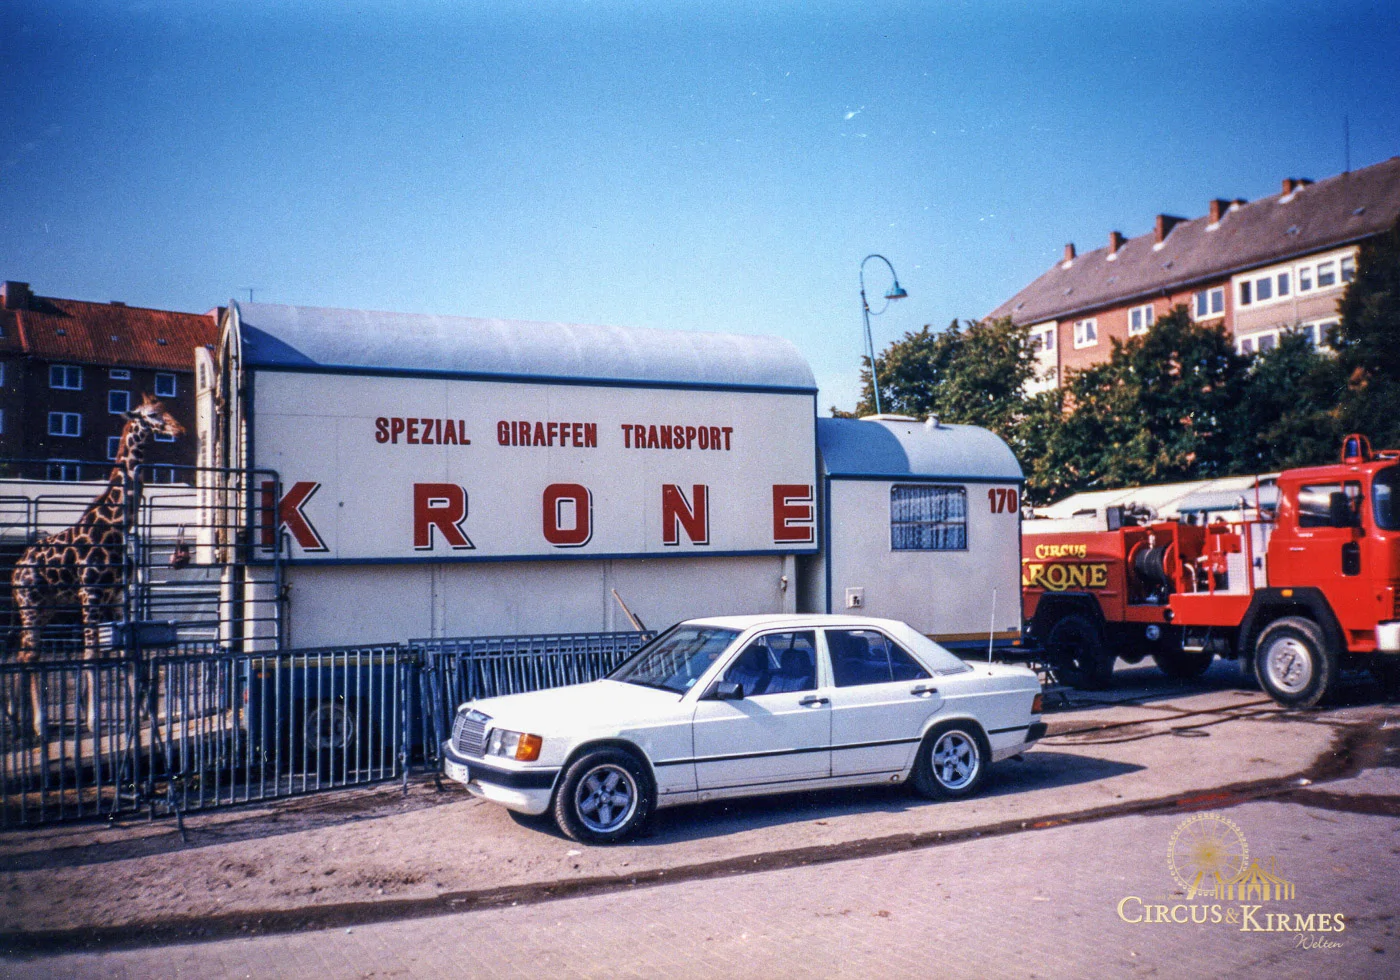 SPEZIAL GIRAFFEN TRANSPORT
KRONE
170
CIRCUS
KRONE
CIRCUS & KIRMES
Welten